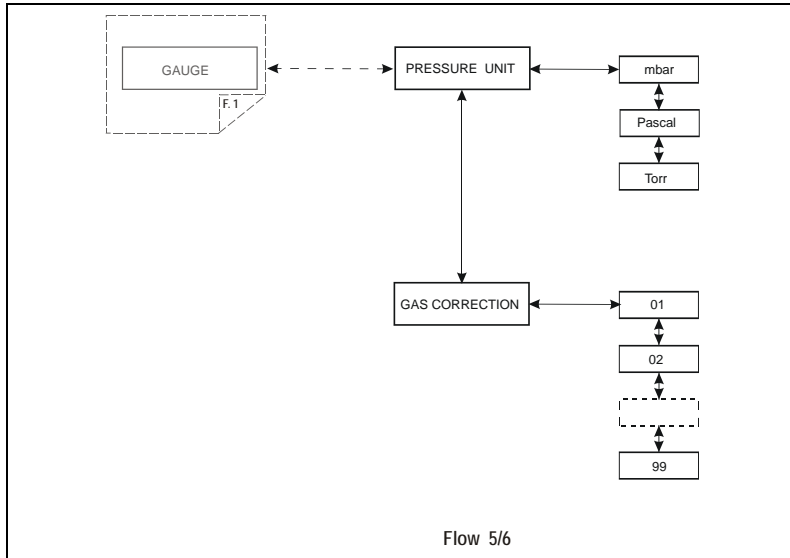 GAUGE
F. 1
PRESSURE UNIT
mbar
Pascal
Torr
GAS CORRECTION
01
02
99
Flow 5/6